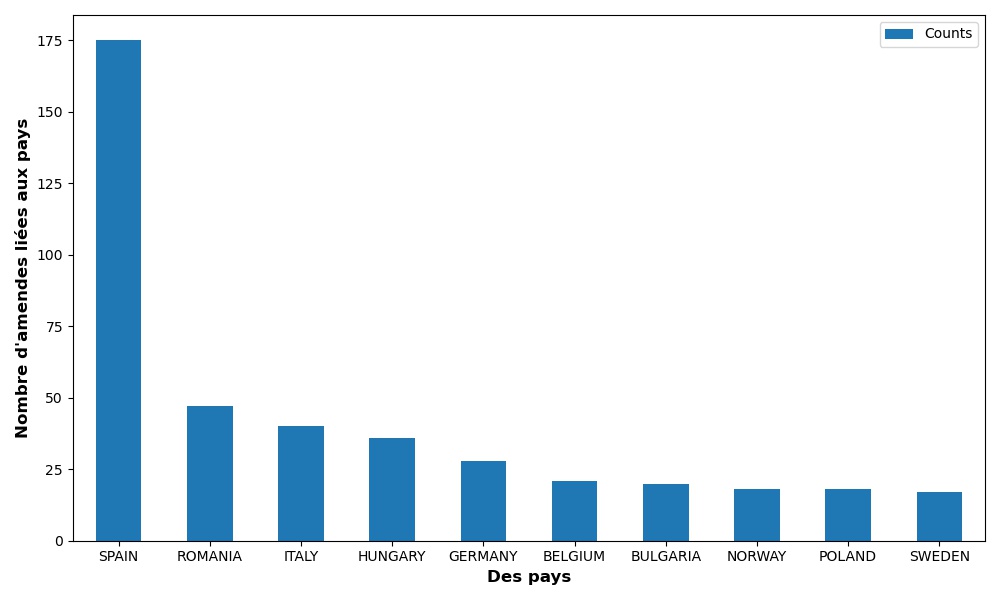 Counts
Nombre d'amendes liées aux pays
175
150
125
100
75
50
25
0
SPAIN ROMANIA ITALY HUNGARY GERMANY BELGIUM BULGARIA NORWAY POLAND SWEDEN
Des pays